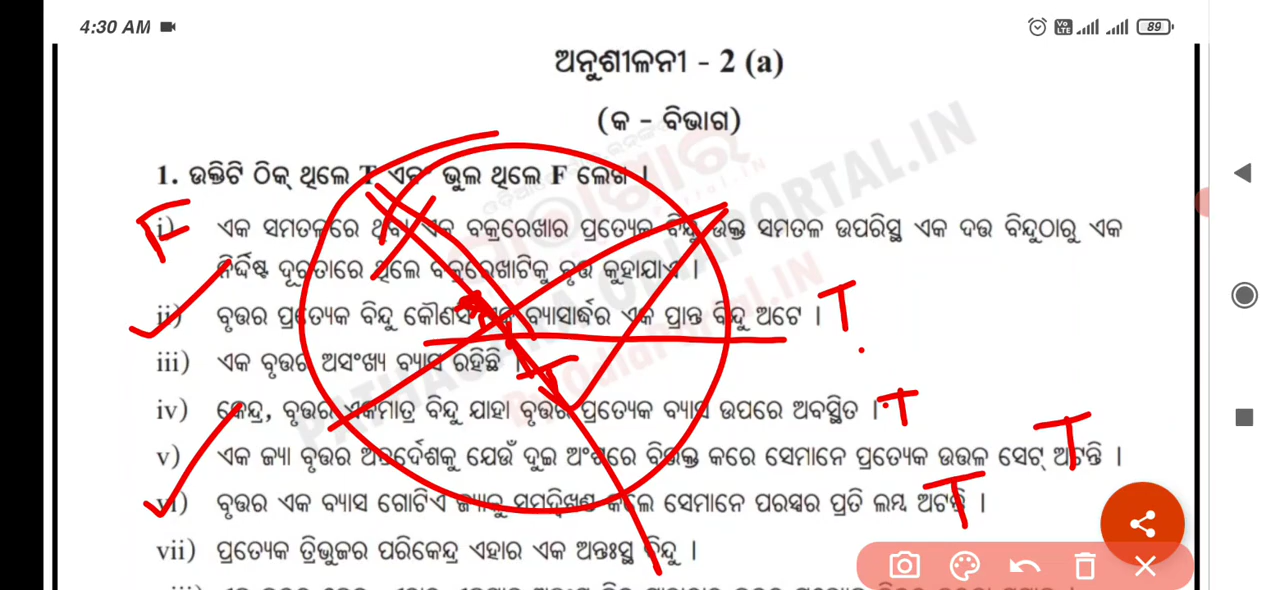 4:30 AM
Vo LTE 89
ଅନୁଶୀଳନୀ - 2 (a)
(କ - ବିଭାଗ)
1. ଉକ୍ତିଟି ଠିକ୍ ଥିଲେ T ଏବଂ ଭୁଲ ଥିଲେ F ଲେଖ ।
F i) ଏକ ସମତଳରେ ଥିବା ଏକ ବକ୍ରରେଖାର ପ୍ରତ୍ୟେକ ବିନ୍ଦୁ ଉକ୍ତ ସମତଳ ଉପରିସ୍ଥ ଏକ ଦତ୍ତ ବିନ୍ଦୁଠାରୁ ଏକ
ନିର୍ଦ୍ଦିଷ୍ଟ ଦୂରତାରେ ଥିଲେ ବକ୍ରରେଖାଟିକୁ ବୃତ୍ତ କୁହାଯାଏ ।
ii) ବୃତ୍ତର ପ୍ରତ୍ୟେକ ବିନ୍ଦୁ କୌଣସି ଏକ ବ୍ୟାସାର୍ଦ୍ଧର ଏକ ପ୍ରାନ୍ତ ବିନ୍ଦୁ ଅଟେ । T
iii) ଏକ ବୃତ୍ତର ଅସଂଖ୍ୟ ବ୍ୟାସ ରହିଛି । T
iv) କେନ୍ଦ୍ର, ବୃତ୍ତର ଏକମାତ୍ର ବିନ୍ଦୁ ଯାହା ବୃତ୍ତର ପ୍ରତ୍ୟେକ ବ୍ୟାସ ଉପରେ ଅବସ୍ଥିତ । T
v) ଏକ ଜ୍ୟା ବୃତ୍ତର ଅନ୍ତର୍ଦେଶକୁ ଯେଉଁ ଦୁଇ ଅଂଶରେ ବିଭକ୍ତ କରେ ସେମାନେ ପ୍ରତ୍ୟେକ ଉତ୍ତଳ ସେଟ୍ ଅଟନ୍ତି । T
vi) ବୃତ୍ତର ଏକ ବ୍ୟାସ ଗୋଟିଏ ଜ୍ୟାକୁ ସମଦ୍ୱିଖଣ୍ଡ କଲେ ସେମାନେ ପରସ୍ପର ପ୍ରତି ଲମ୍ବ ଅଟନ୍ତି । T
vii) ପ୍ରତ୍ୟେକ ତ୍ରିଭୁଜର ପରିକେନ୍ଦ୍ର ଏହାର ଏକ ଅନ୍ତଃସ୍ଥ ବିନ୍ଦୁ ।